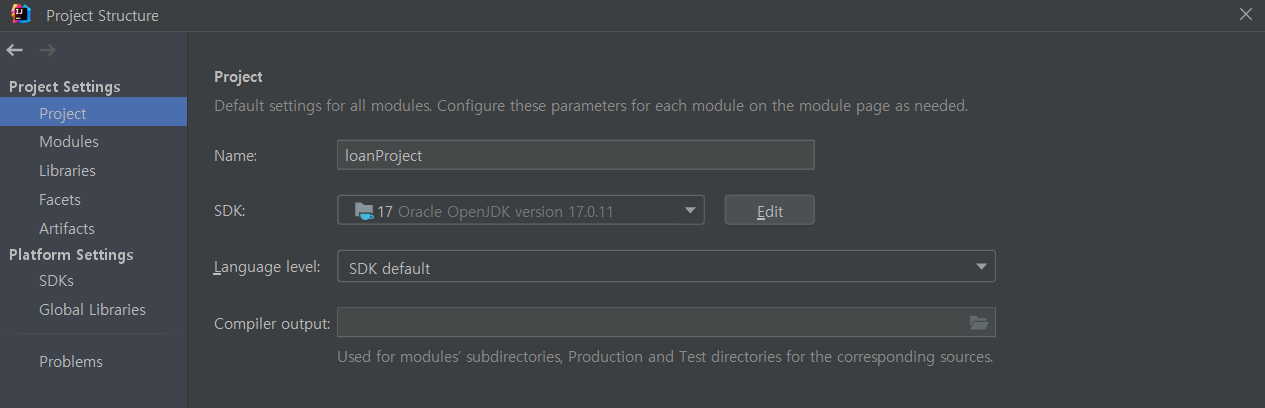 Project Structure
Project Settings
Project
Modules
Libraries
Facets
Artifacts
Platform Settings
SDKs
Global Libraries
Problems
Project
Default settings for all modules. Configure these parameters for each module on the module page as needed.
Name: loanProject
SDK: 17 Oracle OpenJDK version 17.0.11 Edit
Language level: SDK default
Compiler output:
Used for modules' subdirectories, Production and Test directories for the corresponding sources.